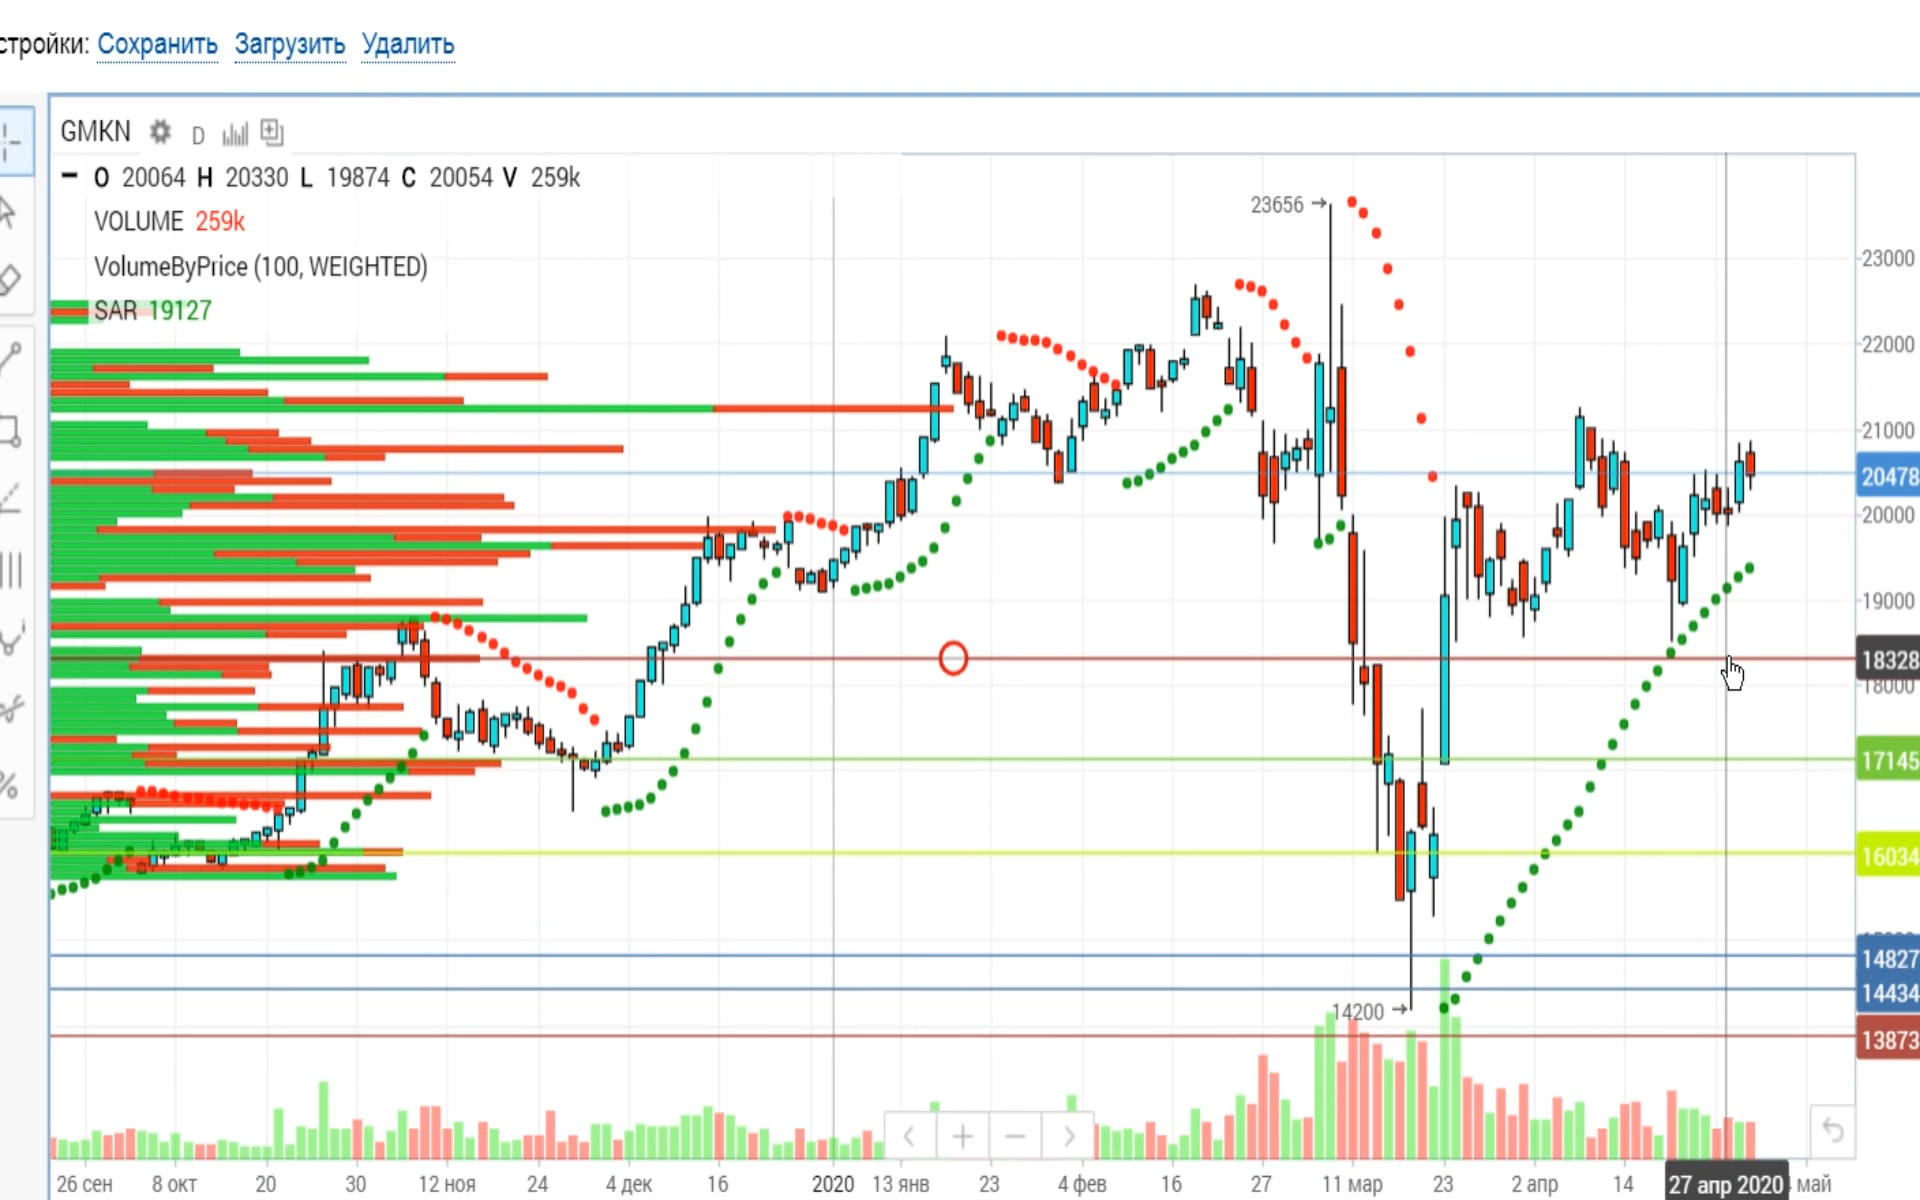 стройки: Сохранить Загрузить Удалить
GMKN D
O 20064 H 20330 L 19874 C 20054 V 259k
VOLUME 259k
VolumeByPrice (100, WEIGHTED)
SAR 19127
23656
14200
23000
22000
21000
20478
20000
19000
18328
18000
17145
16034
14827
14434
13873
26 сен 8 окт 20 30 12 ноя 24 4 дек 16 2020 13 янв 23 4 фев 16 27 11 мар 23 2 апр 14 27 апр 2020 май